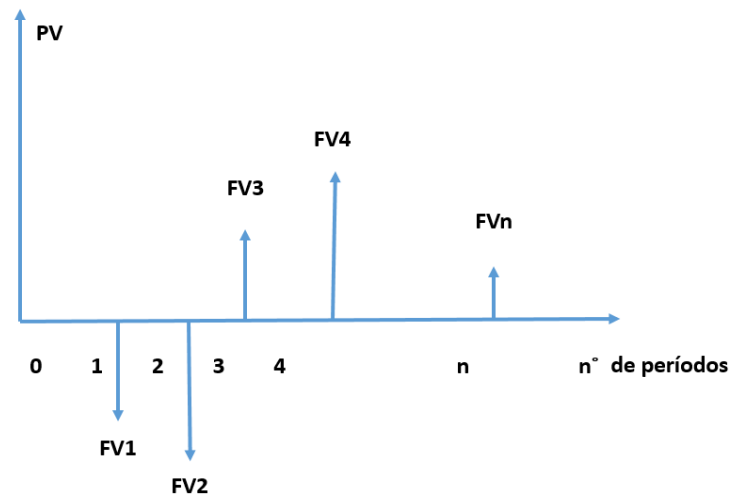 PV
FV4
FV3
FVn
0 1 2 3 4 n n° de períodos
FV1
FV2